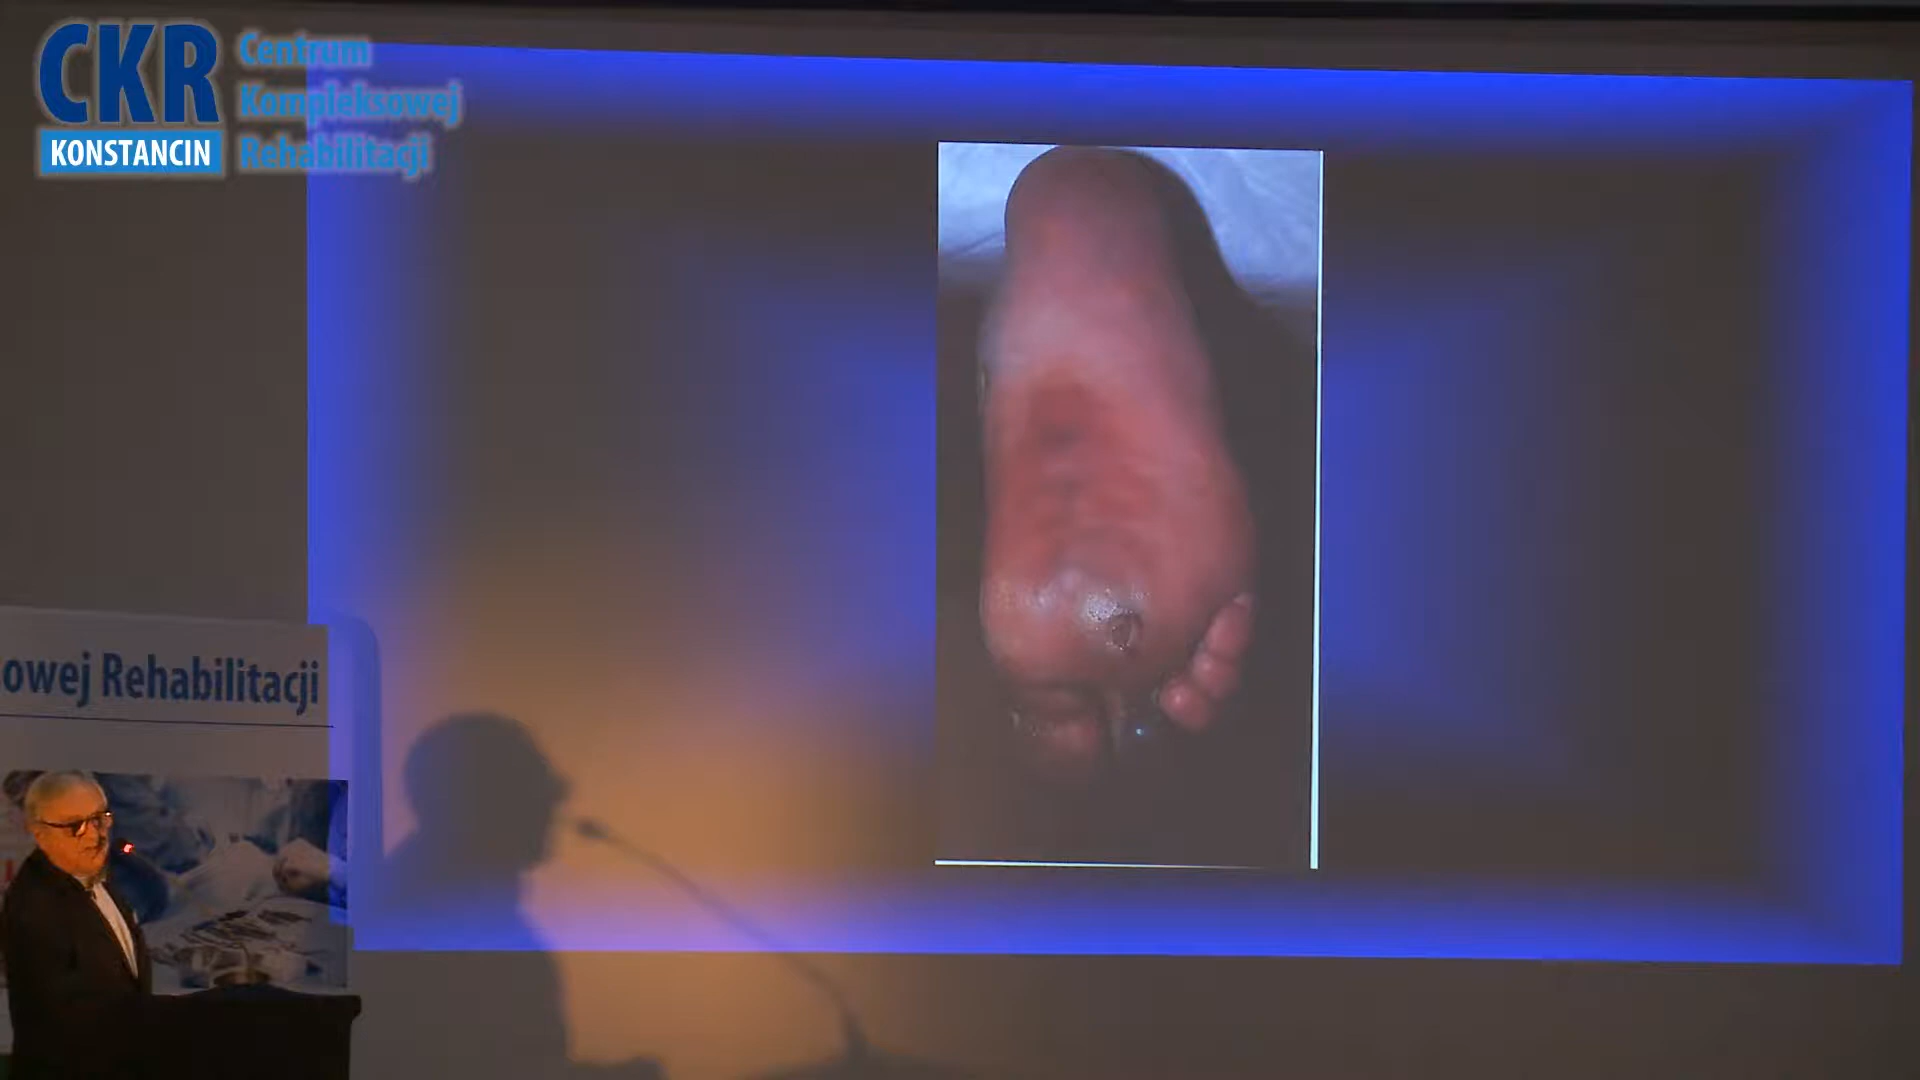 CKR
KONSTANCIN
Centrum
Kompleksowej
Rehabilitacji
owej Rehabilitacji